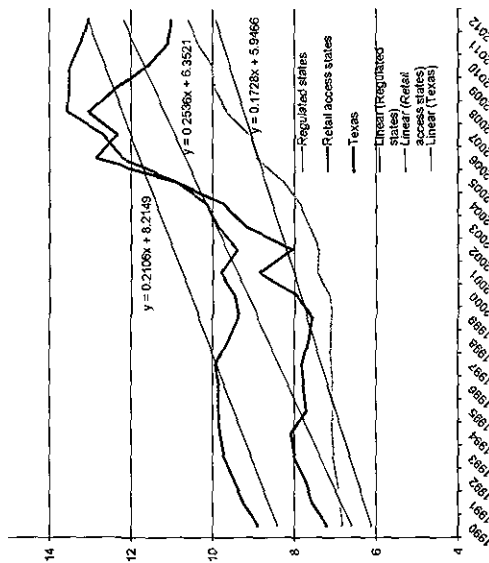 14
12
10
8
6
4
y = 0.2106x + 8.2149
y = 0.2536x + 6.3521
y = 0.1728x + 5.9466
Regulated states
Retail access states
Texas
Linear (Regulated
states)
Linear (Retail
access states)
Linear (Texas)
1990
1991
1992
1993
1994
1995
1996
1997
1998
1999
2000
2001
2002
2003
2004
2005
2006
2007
2008
2009
2010
2011
2012